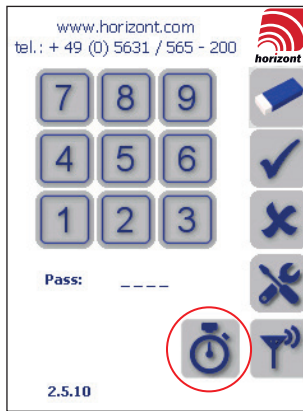 www.horizont.com
tel.: + 49 (0) 5631 / 565 - 200
horizont
7 8 9
4 5 6
1 2 3
Pass: _ _ _ _
2.5.10